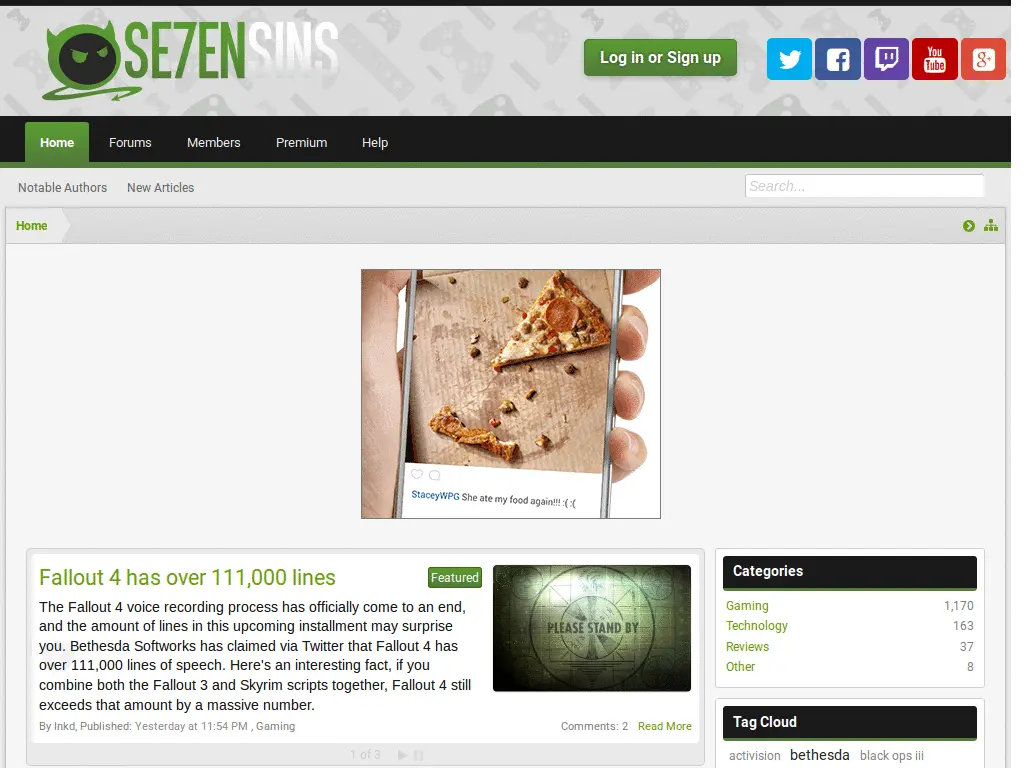 SE7ENSINS
Log in or Sign up
You
Tube
g+
Home
Forums
Members
Premium
Help
Notable Authors
New Articles
Search...
Home
StaceyWPG She ate my food again!!! :( :(
Fallout 4 has over 111,000 lines
Featured
The Fallout 4 voice recording process has officially come to an end,
and the amount of lines in this upcoming installment may surprise
you. Bethesda Softworks has claimed via Twitter that Fallout 4 has
over 111,000 lines of speech. Here's an interesting fact, if you
combine both the Fallout 3 and Skyrim scripts together, Fallout 4 still
exceeds that amount by a massive number.
By Inkd, Published: Yesterday at 11:54 PM , Gaming
Comments: 2 Read More
PLEASE STAND BY
1 of 3
Categories
Gaming 1,170
Technology 163
Reviews 37
Other 8
Tag Cloud
activision bethesda black ops iii